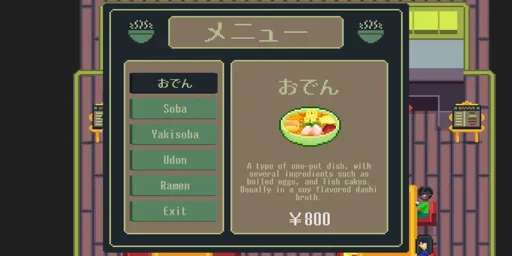 メニュー
おでん
Soba
Yakisoba
Udon
Ramen
Exit
おでん
A type of one-pot dish, with
several ingredients such as
boiled eggs, and fish cakes.
Usually in a soy flavored dashi
broth.
￥800